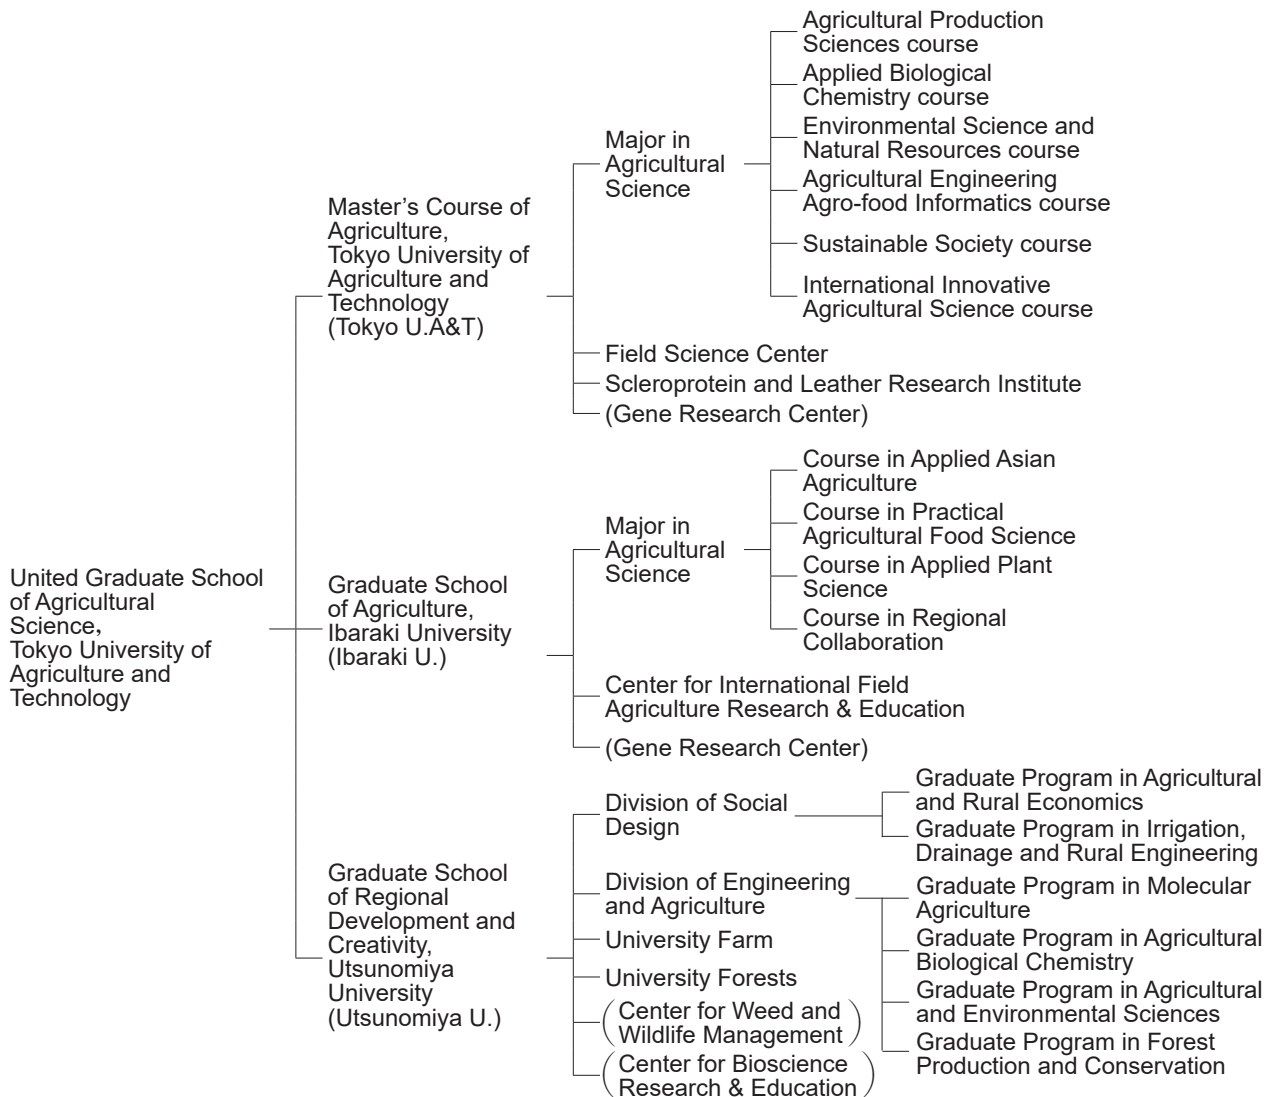 United Graduate School
of Agricultural
Science,
Tokyo University of
Agriculture and
Technology
Master’s Course of
Agriculture,
Tokyo University of
Agriculture and
Technology
(Tokyo U.A&T)
Major in
Agricultural
Science
Agricultural Production
Sciences course
Applied Biological
Chemistry course
Environmental Science and
Natural Resources course
Agricultural Engineering
Agro-food Informatics course
Sustainable Society course
International Innovative
Agricultural Science course
Field Science Center
Scleroprotein and Leather Research Institute
(Gene Research Center)
Graduate School
of Agriculture,
Ibaraki University
(Ibaraki U.)
Major in
Agricultural
Science
Course in Applied Asian
Agriculture
Course in Practical
Agricultural Food Science
Course in Applied Plant
Science
Course in Regional
Collaboration
Center for International Field
Agriculture Research & Education
(Gene Research Center)
Graduate School
of Regional
Development and
Creativity,
Utsunomiya
University
(Utsunomiya U.)
Division of Social
Design
Graduate Program in Agricultural
and Rural Economics
Graduate Program in Irrigation,
Drainage and Rural Engineering
Division of Engineering
and Agriculture
Graduate Program in Molecular
Agriculture
Graduate Program in Agricultural
Biological Chemistry
Graduate Program in Agricultural
and Environmental Sciences
Graduate Program in Forest
Production and Conservation
University Farm
University Forests
(Center for Weed and
Wildlife Management)
(Center for Bioscience
Research & Education)